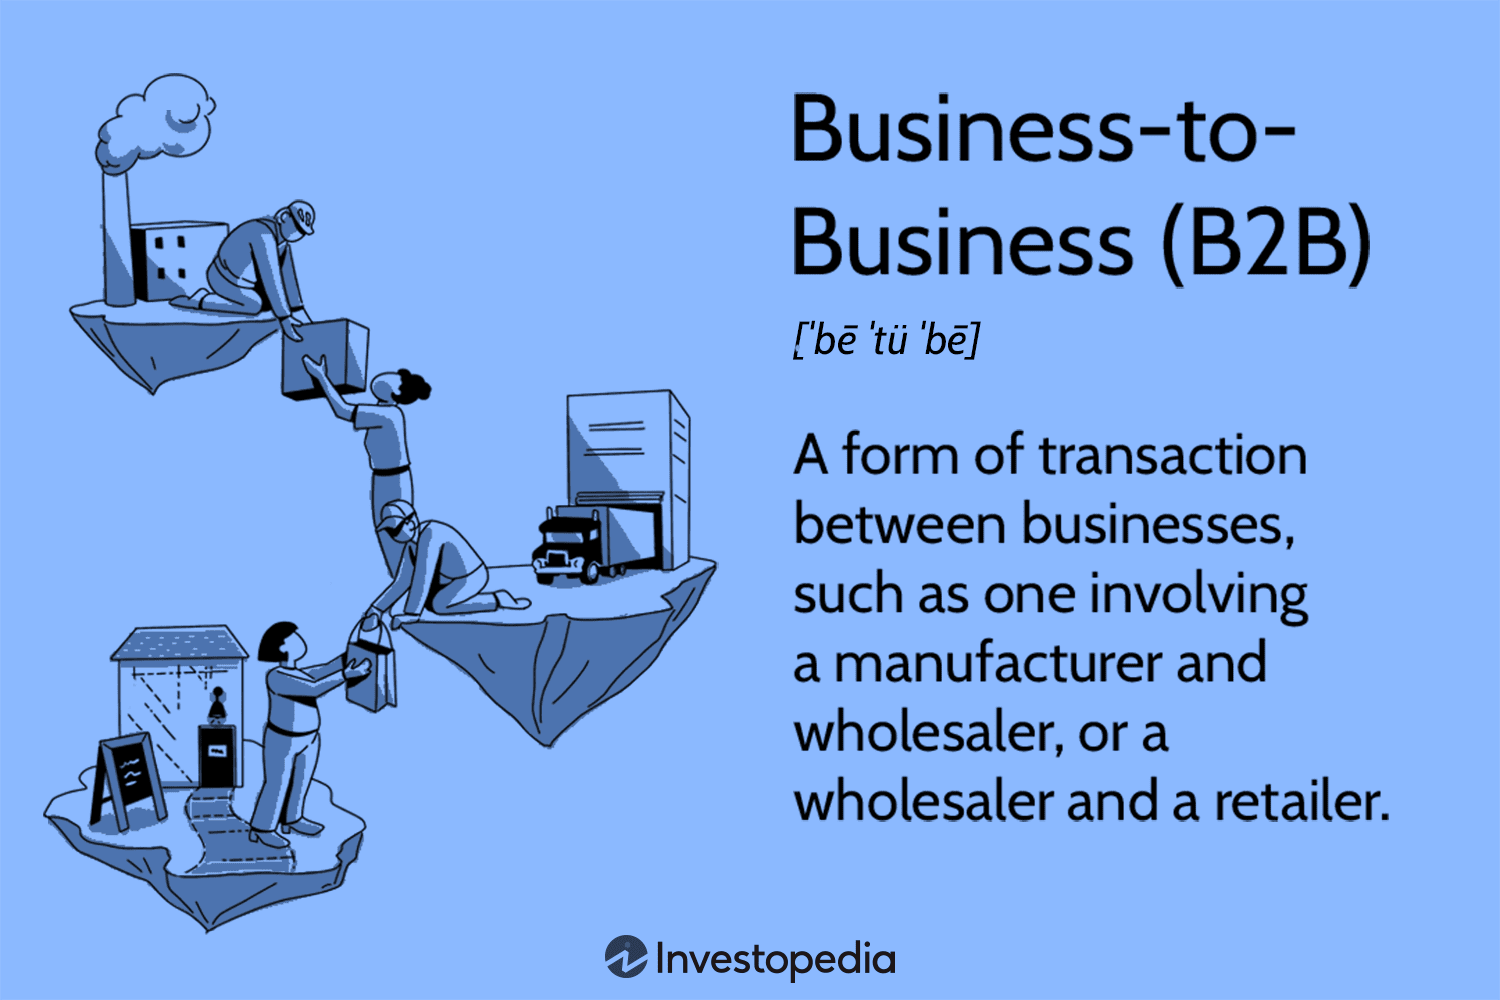 Business-to-
Business (B2B)
[ˈbē ˈtü ˈbē]
A form of transaction
between businesses,
such as one involving
a manufacturer and
wholesaler, or a
wholesaler and a retailer.
Investopedia